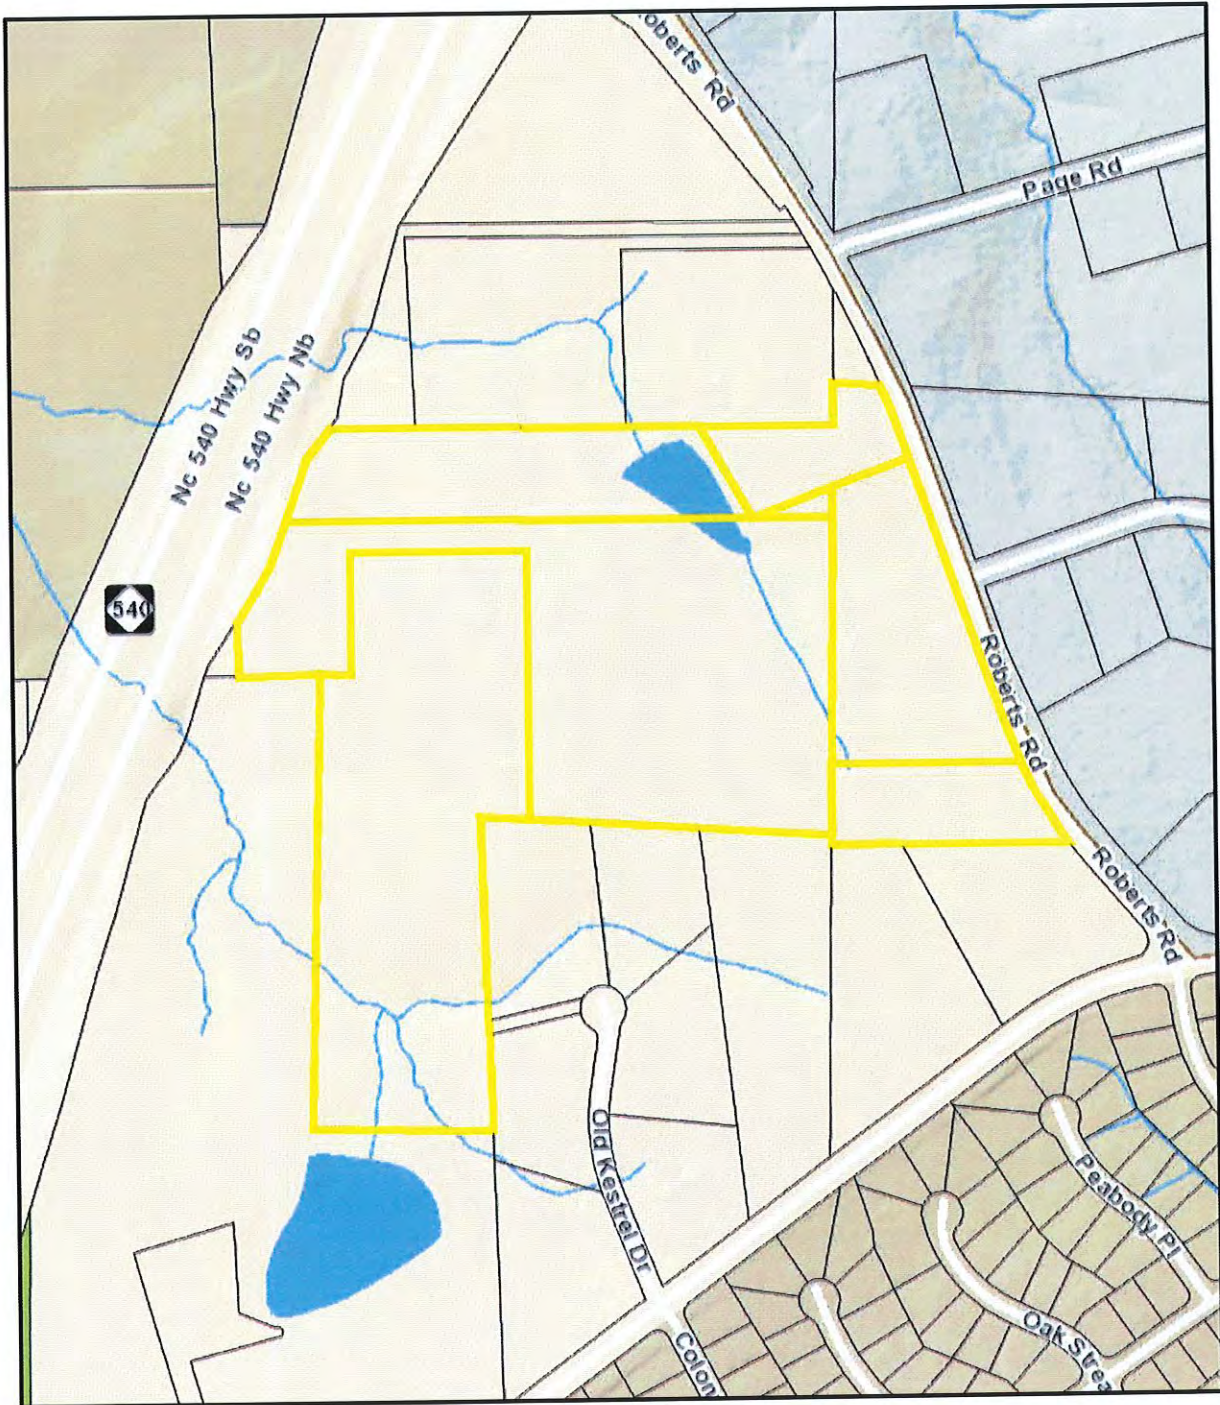 Roberts Rd
Page Rd
Nc 540 Hwy Sb
Nc 540 Hwy Nb
540
Roberts Rd
Roberts Rd
Old Kestrel Dr
Peabody Pl
Oak Strea
Colom